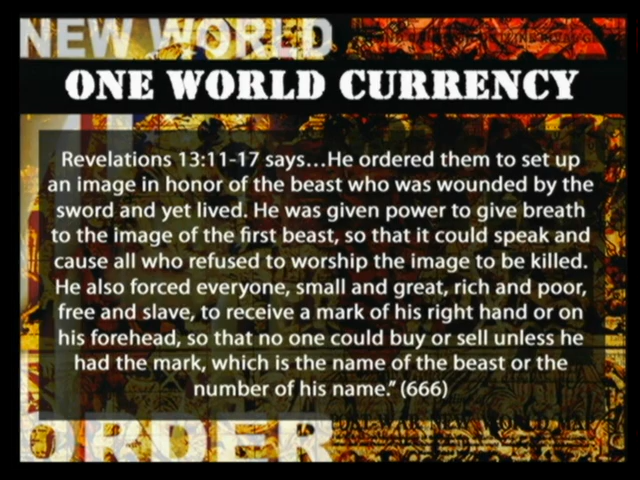 NEW WORLD
ONE WORLD CURRENCY
Revelations 13:11-17 says...He ordered them to set up
an image in honor of the beast who was wounded by the
sword and yet lived. He was given power to give breath
to the image of the first beast, so that it could speak and
cause all who refused to worship the image to be killed.
He also forced everyone, small and great, rich and poor,
free and slave, to receive a mark of his right hand or on
his forehead, so that no one could buy or sell unless he
had the mark, which is the name of the beast or the
number of his name." (666)
WAR NEW WORLD
ORDER